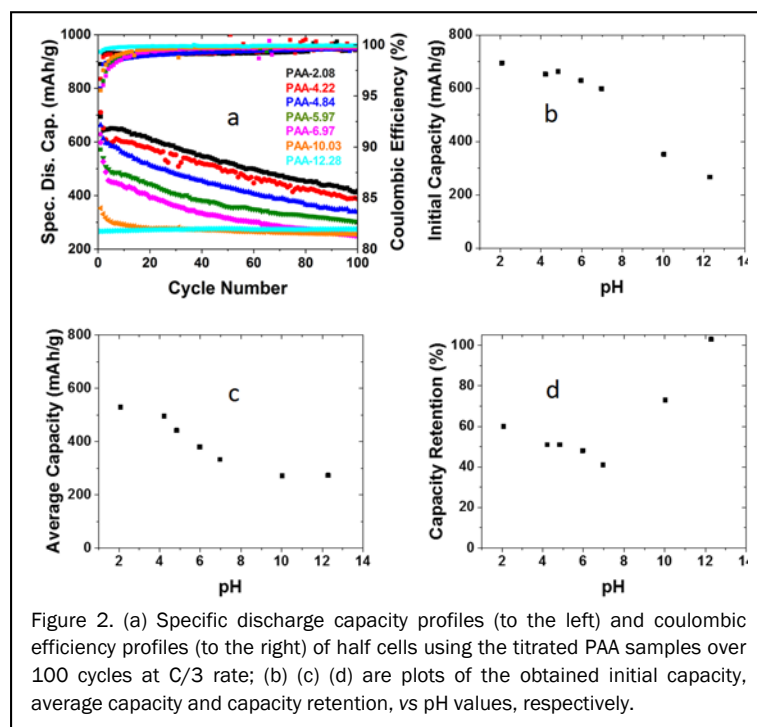 1000
800
600
400
200
100
95
90
85
80
0
20
40
60
80
100
Spec. Dis. Cap. (mAh/g)
Coulombic Efficiency (%)
Cycle Number
a
PAA-2.08
PAA-4.22
PAA-4.84
PAA-5.97
PAA-6.97
PAA-10.03
PAA-12.28
800
600
400
200
0
2
4
6
8
10
12
14
Initial Capacity (mAh/g)
pH
b
800
600
400
200
0
2
4
6
8
10
12
14
Average Capacity (mAh/g)
pH
c
100
80
60
40
20
0
2
4
6
8
10
12
14
Capacity Retention (%)
pH
d
Figure 2. (a) Specific discharge capacity profiles (to the left) and coulombic
efficiency profiles (to the right) of half cells using the titrated PAA samples over
100 cycles at C/3 rate; (b) (c) (d) are plots of the obtained initial capacity,
average capacity and capacity retention, vs pH values, respectively.